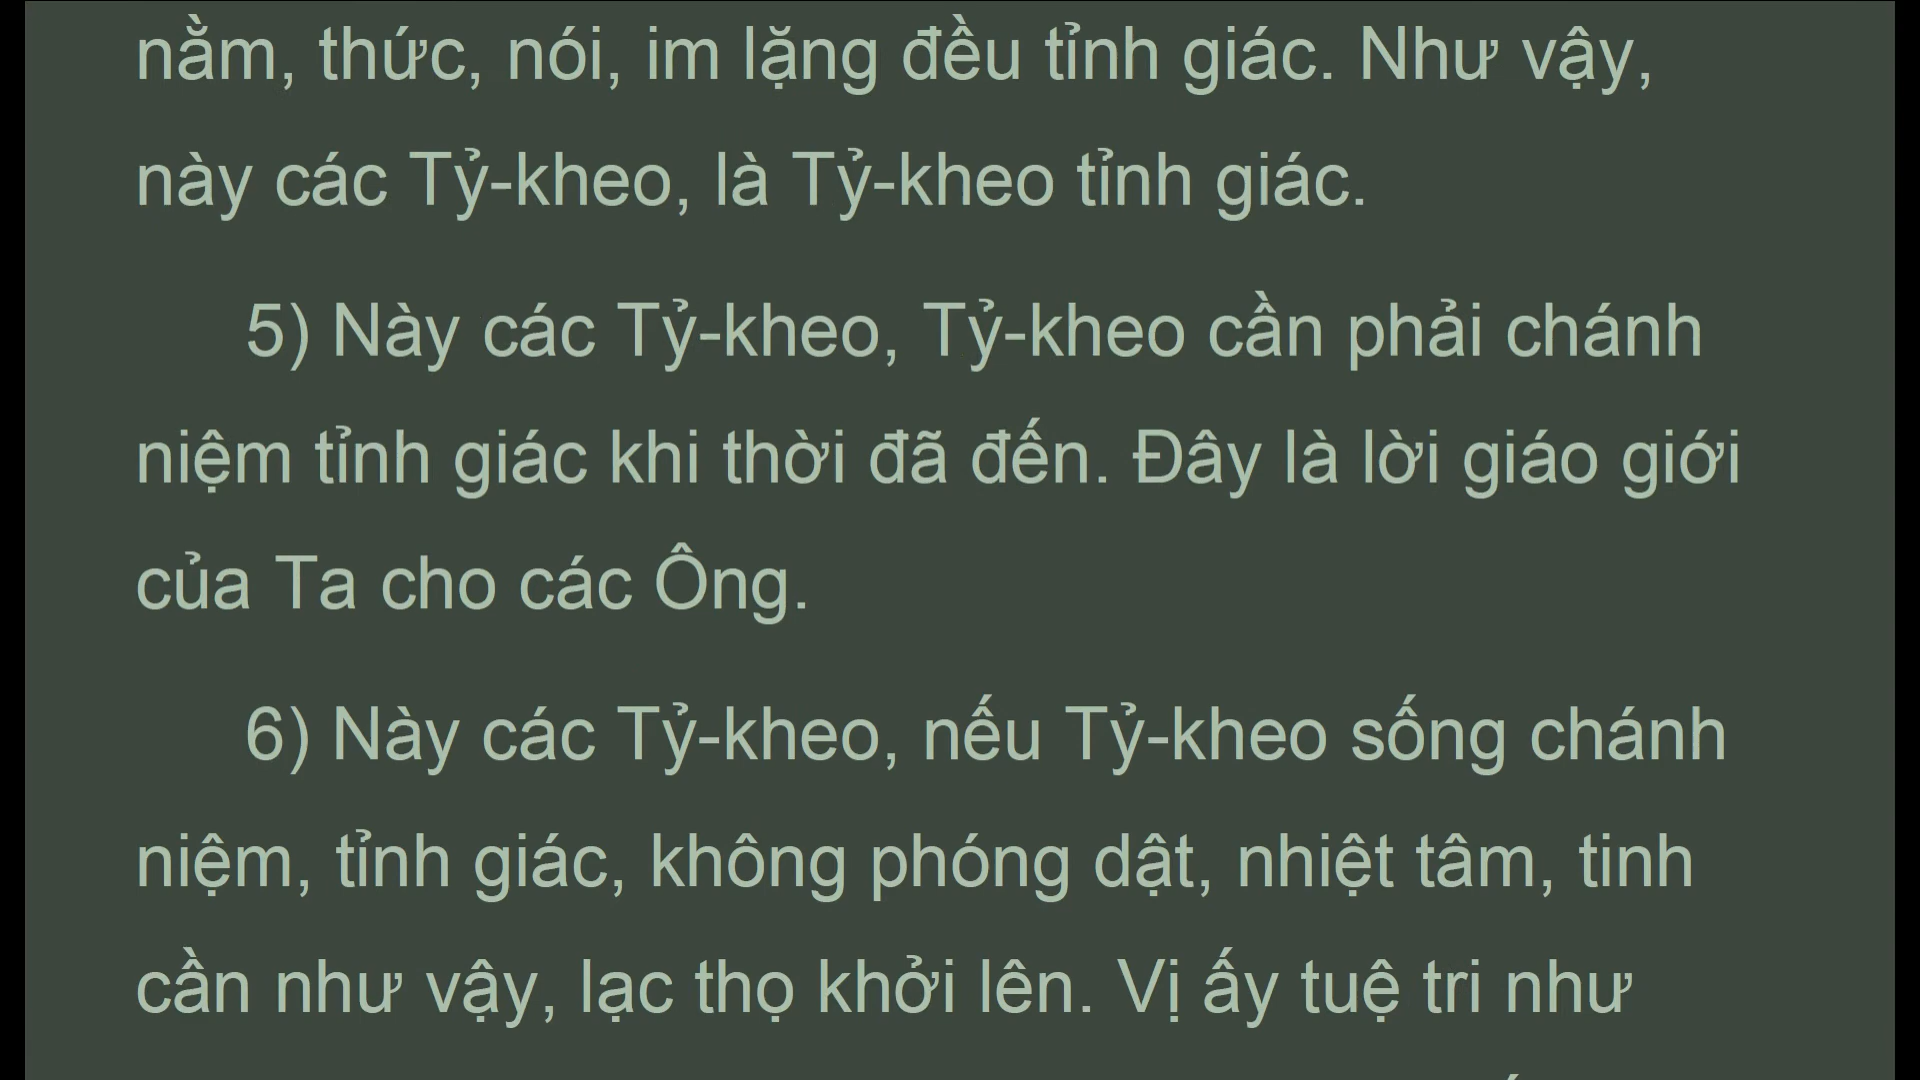 nằm, thức, nói, im lặng đều tỉnh giác. Như vậy,
này các Tỷ-kheo, là Tỷ-kheo tỉnh giác.
5) Này các Tỷ-kheo, Tỷ-kheo cần phải chánh
niệm tỉnh giác khi thời đã đến. Đây là lời giáo giới
của Ta cho các Ông.
6) Này các Tỷ-kheo, nếu Tỷ-kheo sống chánh
niệm, tỉnh giác, không phóng dật, nhiệt tâm, tinh
cần như vậy, lạc thọ khởi lên. Vị ấy tuệ tri như